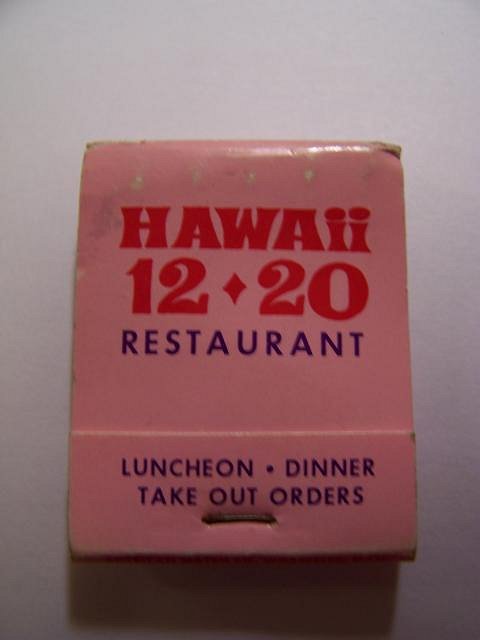 HAWAii
12 ♦ 20
RESTAURANT
LUNCHEON • DINNER
TAKE OUT ORDERS